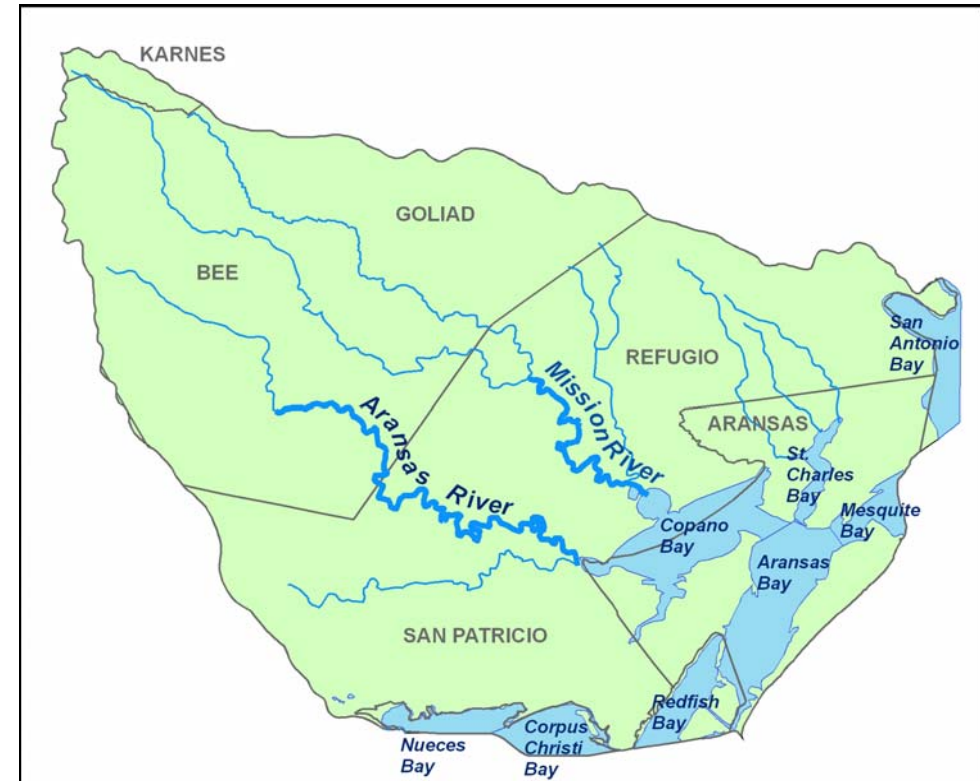 KARNES
GOLIAD
BEE
San
Antonio
Bay
REFUGIO
Mission River
Aransas River
ARANSAS
St.
Charles
Bay
Mesquite
Bay
Copano
Bay
Aransas
Bay
SAN PATRICIO
Redfish
Bay
Nueces
Bay
Corpus
Christi
Bay